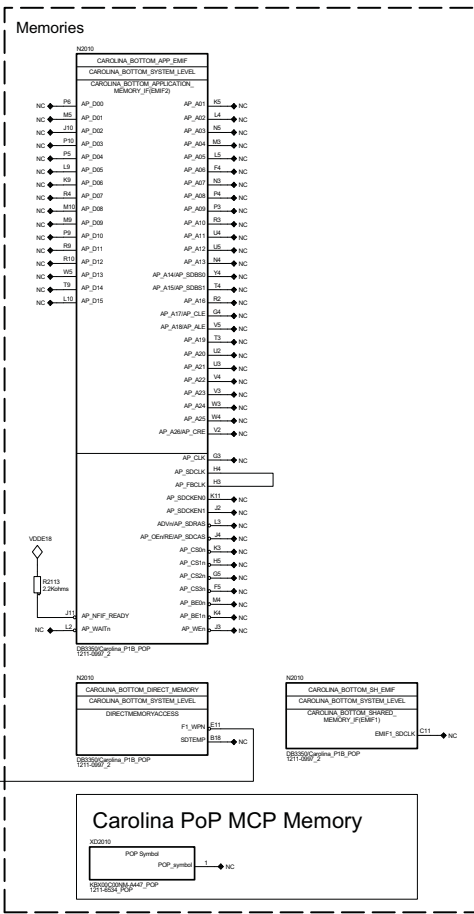 Memories
N2010
CAROLINA_BOTTOM_APP_EMIF
CAROLINA_BOTTOM_SYSTEM_LEVEL
CAROLINA_BOTTOM_APPLICATION_
MEMORY_IF(EMIF2)
NC P6 AP_D00 AP_A01 K5 NC
NC M5 AP_D01 AP_A02 L4 NC
NC J10 AP_D02 AP_A03 N5 NC
NC P10 AP_D03 AP_A04 M3 NC
NC P5 AP_D04 AP_A05 L5 NC
NC L9 AP_D05 AP_A06 F4 NC
NC K9 AP_D06 AP_A07 N3 NC
NC R4 AP_D07 AP_A08 P4 NC
NC M10 AP_D08 AP_A09 P3 NC
NC M9 AP_D09 AP_A10 R3 NC
NC P9 AP_D10 AP_A11 U4 NC
NC R9 AP_D11 AP_A12 U5 NC
NC R10 AP_D12 AP_A13 N4 NC
NC W5 AP_D13 AP_A14/AP_SDBS0 Y4 NC
NC T9 AP_D14 AP_A15/AP_SDBS1 T4 NC
NC L10 AP_D15 AP_A16 R2 NC
AP_A17/AP_CLE G4 NC
AP_A18/AP_ALE V5 NC
AP_A19 T3 NC
AP_A20 U2 NC
AP_A21 U3 NC
AP_A22 V4 NC
AP_A23 V3 NC
AP_A24 W3 NC
AP_A25 W4 NC
AP_A26/AP_CRE V2 NC
AP_CLK G3 NC
AP_SDCLK H4
AP_FBCLK H3
AP_SDCKEN0 K11 NC
AP_SDCKEN1 J2 NC
ADVn/AP_SDRAS L3 NC
AP_OEn/RE/AP_SDCAS J4 NC
VDDE18
AP_CS0n K3 NC
AP_CS1n H5 NC
AP_CS2n G5 NC
R2113
2.2Kohms
AP_CS3n F5 NC
AP_BE0n M4 NC
J11 AP_NFIF_READY AP_BE1n K4 NC
NC L2 AP_WAITn AP_WEn J3 NC
DB3350/Carolina_P1B_POP
1211-0997_2
N2010
CAROLINA_BOTTOM_DIRECT_MEMORY
CAROLINA_BOTTOM_SYSTEM_LEVEL
DIRECTMEMORYACCESS
F1_WPN E11
SDTEMP B18 NC
DB3350/Carolina_P1B_POP
1211-0997_2
N2010
CAROLINA_BOTTOM_SH_EMIF
CAROLINA_BOTTOM_SYSTEM_LEVEL
CAROLINA_BOTTOM_SHARED_
MEMORY_IF(EMIF1)
EMIF1_SDCLK C11 NC
DB3350/Carolina_P1B_POP
1211-0997_2
Carolina PoP MCP Memory
XD2010
POP Symbol
POP_symbol 1 NC
KBX00C00NM-A447_POP
1211-6534_POP